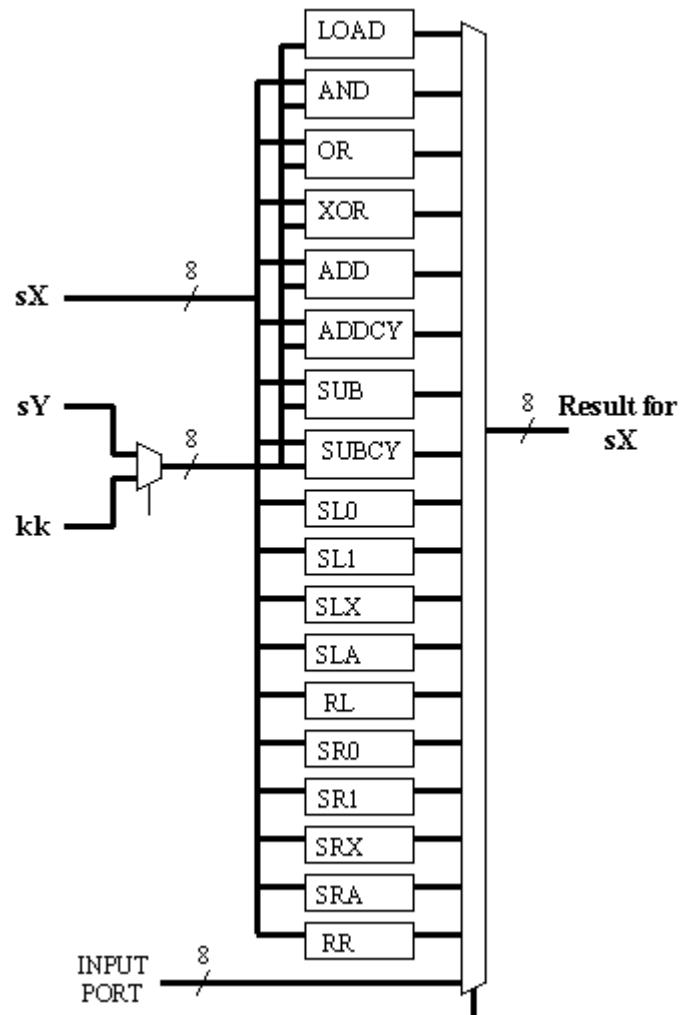 LOAD
AND
OR
XOR
ADD
ADDCY
SUB
SUBCY
SL0
SL1
SLX
SLA
RL
SR0
SR1
SRX
SRA
RR
8
sX
sY
8
kk
8
INPUT
PORT
8
Result for
sX